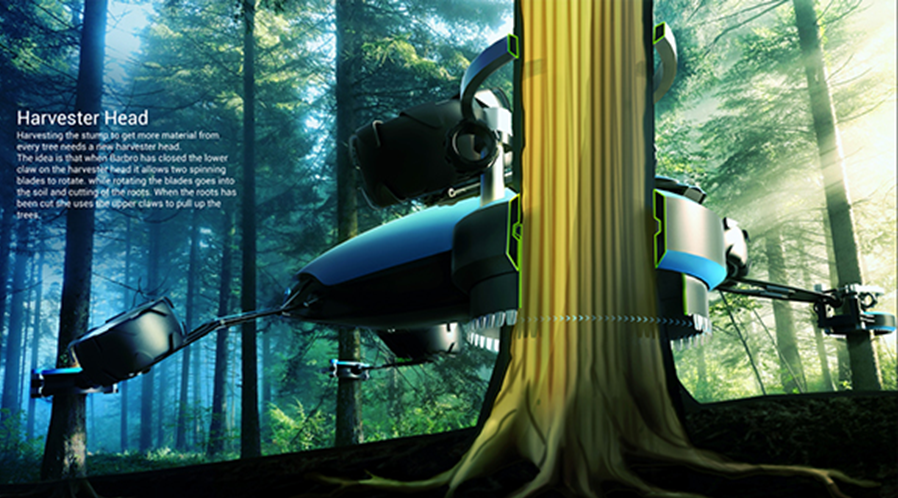 Harvester Head
Harvesting the stump to get more material from
every tree needs a new harvester head.
The idea is that when Barbro has closed the lower
claw on the harvester head it allows two spinning
blades to rotate. while rotating the blades goes into
the soil and cutting of the roots. When the roots has
been cut she uses the upper claws to pull up the
trees.